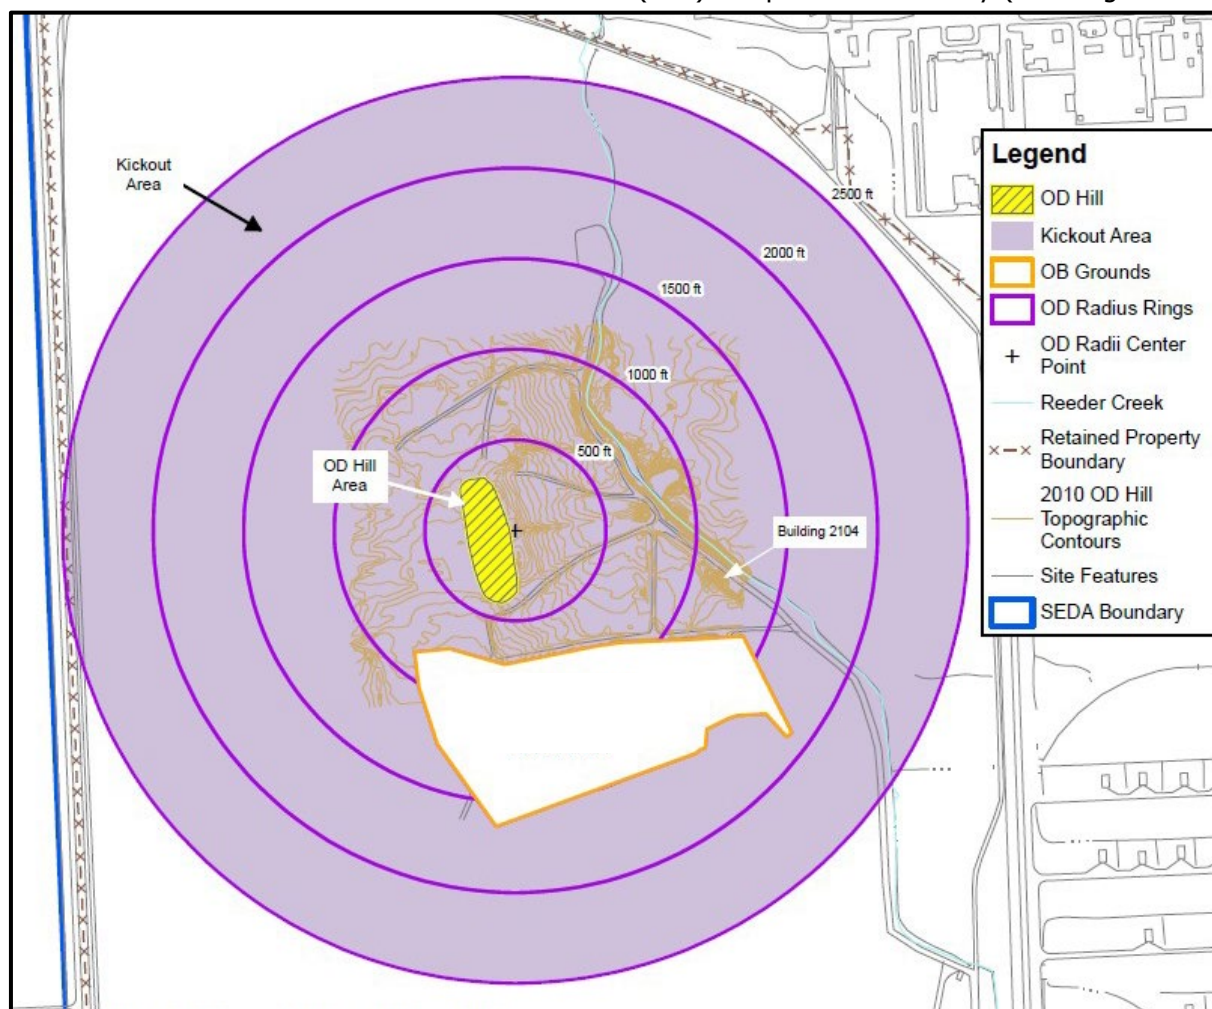 Kickout
Area
2500 ft
2000 ft
1500 ft
1000 ft
500 ft
OD Hill
Area
Building 2104
Legend
OD Hill
Kickout Area
OB Grounds
OD Radius Rings
OD Radii Center
Point
Reeder Creek
Retained Property
Boundary
2010 OD Hill
Topographic
Contours
Site Features
SEDA Boundary